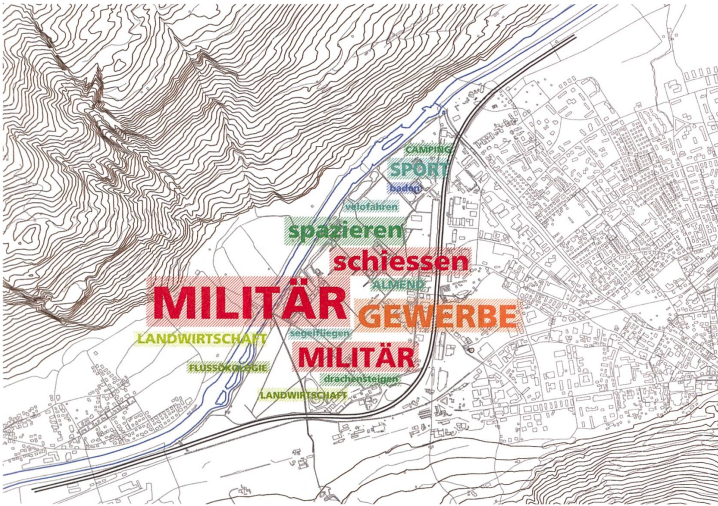 CAMPING
SPORT
baden
velofahren
spazieren
schiessen
ALMEND
MILITÄR
GEWERBE
segelfliegen
LANDWIRTSCHAFT
MILITÄR
FLUSSÖKOLOGIE
drachensteigen
LANDWIRTSCHAFT